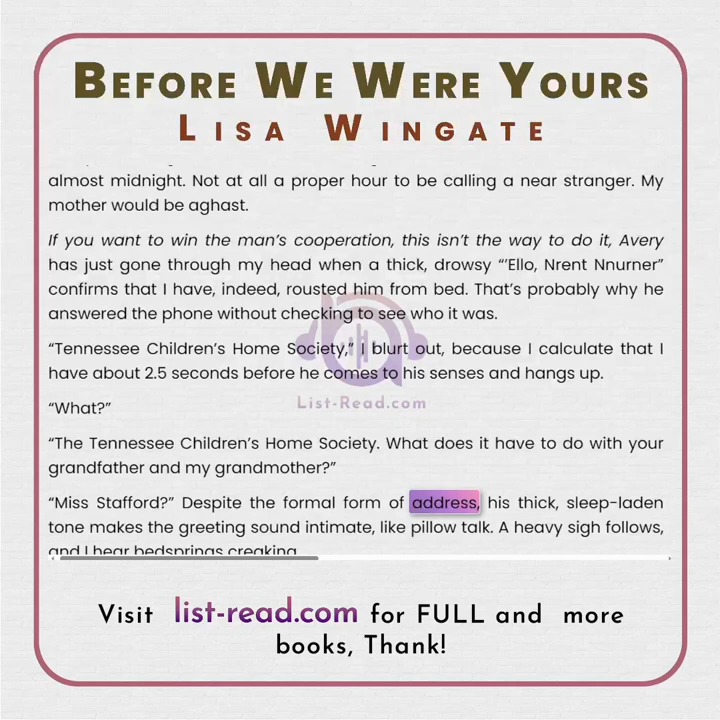 BEFORE WE WERE YOURS
LISA WINGATE
almost midnight. Not at all a proper hour to be calling a near stranger. My
mother would be aghast.
If you want to win the man’s cooperation, this isn’t the way to do it, Avery
has just gone through my head when a thick, drowsy “’Ello, Nrent Nnurner”
confirms that I have, indeed, rousted him from bed. That’s probably why he
answered the phone without checking to see who it was.
“Tennessee Children’s Home Society,” I blurt out, because I calculate that I
have about 2.5 seconds before he comes to his senses and hangs up.
List-Read.com
“What?”
“The Tennessee Children’s Home Society. What does it have to do with your
grandfather and my grandmother?”
“Miss Stafford?” Despite the formal form of address, his thick, sleep-laden
tone makes the greeting sound intimate, like pillow talk. A heavy sigh follows,
and I hear bedsprings creaking.
Visit list-read.com for FULL and more
books, Thank!